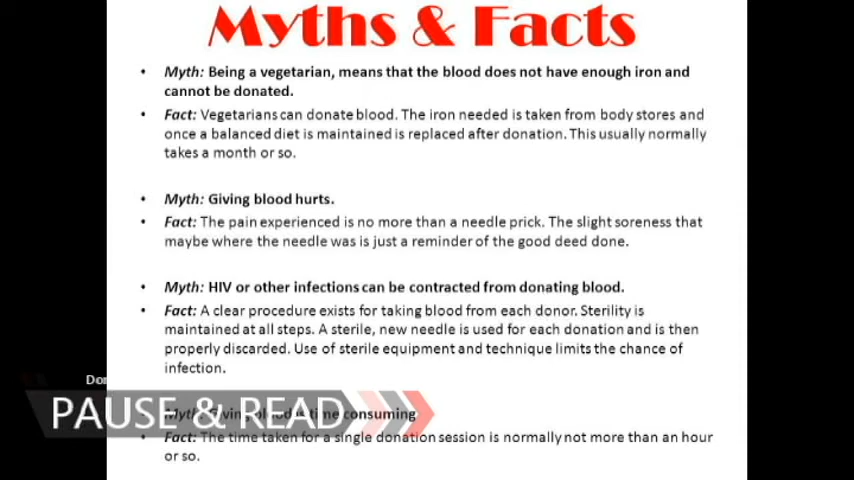 Myths & Facts
• Myth: Being a vegetarian, means that the blood does not have enough iron and
cannot be donated.
• Fact: Vegetarians can donate blood. The iron needed is taken from body stores and
once a balanced diet is maintained is replaced after donation. This usually normally
takes a month or so.
• Myth: Giving blood hurts.
• Fact: The pain experienced is no more than a needle prick. The slight soreness that
maybe where the needle was is just a reminder of the good deed done.
• Myth: HIV or other infections can be contracted from donating blood.
• Fact: A clear procedure exists for taking blood from each donor. Sterility is
maintained at all steps. A sterile, new needle is used for each donation and is then
properly discarded. Use of sterile equipment and technique limits the chance of
infection.
Don
PAUSE & READ
Myth: Giving blood is time consuming
• Fact: The time taken for a single donation session is normally not more than an hour
or so.